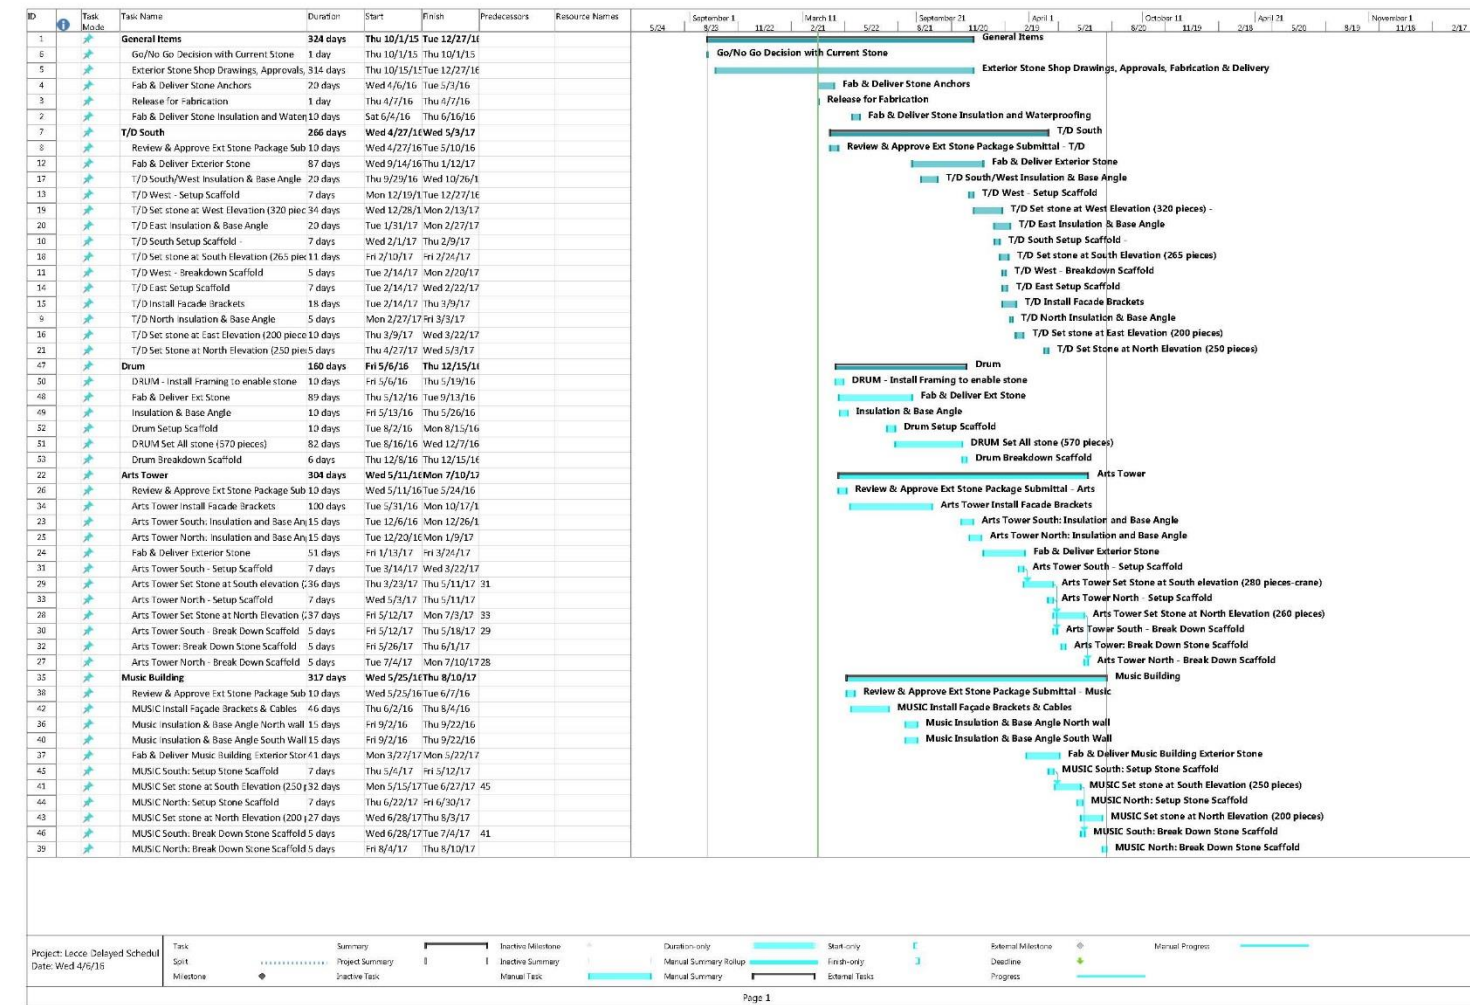 ID Task Mode Task Name Duration Start Finish Predecessors Resource Names
September 1 March 11 September 21 April 1 October 11 April 21 November 1
5/24 8/23 11/22 2/21 5/22 8/21 11/20 2/19 5/21 8/20 11/19 2/18 5/20 8/19 11/18 2/17
1 General Items 324 days Thu 10/1/15 Tue 12/27/16 General Items
6 Go/No Go Decision with Current Stone 1 day Thu 10/1/15 Thu 10/1/15 Go/No Go Decision with Current Stone
5 Exterior Stone Shop Drawings, Approvals, 314 days Thu 10/15/15 Tue 12/27/16 Exterior Stone Shop Drawings, Approvals, Fabrication & Delivery
4 Fab & Deliver Stone Anchors 20 days Wed 4/6/16 Tue 5/3/16 Fab & Deliver Stone Anchors
3 Release for Fabrication 1 day Thu 4/7/16 Thu 4/7/16 Release for Fabrication
2 Fab & Deliver Stone Insulation and Water 10 days Sat 6/4/16 Thu 6/16/16 Fab & Deliver Stone Insulation and Waterproofing
7 T/D South 266 days Wed 4/27/16 Wed 5/3/17 T/D South
8 Review & Approve Ext Stone Package Sub 10 days Wed 4/27/16 Tue 5/10/16 Review & Approve Ext Stone Package Submittal - T/D
12 Fab & Deliver Exterior Stone 87 days Wed 9/14/16 Thu 1/12/17 Fab & Deliver Exterior Stone
17 T/D South/West Insulation & Base Angle 20 days Thu 9/29/16 Wed 10/26/1 T/D South/West Insulation & Base Angle
13 T/D West - Setup Scaffold 7 days Mon 12/19/1 Tue 12/27/16 T/D West - Setup Scaffold
19 T/D Set stone at West Elevation (320 piec 34 days Wed 12/28/1 Mon 2/13/17 T/D Set stone at West Elevation (320 pieces) -
20 T/D East Insulation & Base Angle 20 days Tue 1/31/17 Mon 2/27/17 T/D East Insulation & Base Angle
10 T/D South Setup Scaffold - 7 days Wed 2/1/17 Thu 2/9/17 T/D South Setup Scaffold -
18 T/D Set stone at South Elevation (265 piec 11 days Fri 2/10/17 Fri 2/24/17 T/D Set stone at South Elevation (265 pieces)
11 T/D West - Breakdown Scaffold 5 days Tue 2/14/17 Mon 2/20/17 T/D West - Breakdown Scaffold
14 T/D East Setup Scaffold 7 days Tue 2/14/17 Wed 2/22/17 T/D East Setup Scaffold
15 T/D Install Facade Brackets 18 days Tue 2/14/17 Thu 3/9/17 T/D Install Facade Brackets
9 T/D North Insulation & Base Angle 5 days Mon 2/27/17 Fri 3/3/17 T/D North Insulation & Base Angle
16 T/D Set stone at East Elevation (200 piece 10 days Thu 3/9/17 Wed 3/22/17 T/D Set stone at East Elevation (200 pieces)
21 T/D Set Stone at North Elevation (250 pie 5 days Thu 4/27/17 Wed 5/3/17 T/D Set Stone at North Elevation (250 pieces)
47 Drum 160 days Fri 5/6/16 Thu 12/15/16 Drum
50 DRUM - Install Framing to enable stone 10 days Fri 5/6/16 Thu 5/19/16 DRUM - Install Framing to enable stone
48 Fab & Deliver Ext Stone 89 days Thu 5/12/16 Tue 9/13/16 Fab & Deliver Ext Stone
49 Insulation & Base Angle 10 days Fri 5/13/16 Thu 5/26/16 Insulation & Base Angle
52 Drum Setup Scaffold 10 days Tue 8/2/16 Mon 8/15/16 Drum Setup Scaffold
51 DRUM Set All stone (570 pieces) 82 days Tue 8/16/16 Wed 12/7/16 DRUM Set All stone (570 pieces)
53 Drum Breakdown Scaffold 6 days Thu 12/8/16 Thu 12/15/16 Drum Breakdown Scaffold
22 Arts Tower 304 days Wed 5/11/16 Mon 7/10/17 Arts Tower
26 Review & Approve Ext Stone Package Sub 10 days Wed 5/11/16 Tue 5/24/16 Review & Approve Ext Stone Package Submittal - Arts
34 Arts Tower Install Facade Brackets 100 days Tue 5/31/16 Mon 10/17/1 Arts Tower Install Facade Brackets
23 Arts Tower South: Insulation and Base Ang 15 days Tue 12/6/16 Mon 12/26/1 Arts Tower South: Insulation and Base Angle
25 Arts Tower North: Insulation and Base Ang 15 days Tue 12/20/16 Mon 1/9/17 Arts Tower North: Insulation and Base Angle
24 Fab & Deliver Exterior Stone 51 days Fri 1/13/17 Fri 3/24/17 Fab & Deliver Exterior Stone
31 Arts Tower South - Setup Scaffold 7 days Tue 3/14/17 Wed 3/22/17 Arts Tower South - Setup Scaffold
29 Arts Tower Set Stone at South elevation (2 36 days Thu 3/23/17 Thu 5/11/17 31 Arts Tower Set Stone at South elevation (280 pieces-crane)
33 Arts Tower North - Setup Scaffold 7 days Wed 5/3/17 Thu 5/11/17 Arts Tower North - Setup Scaffold
28 Arts Tower Set Stone at North Elevation (2 37 days Fri 5/12/17 Mon 7/3/17 33 Arts Tower Set Stone at North Elevation (260 pieces)
30 Arts Tower South - Break Down Scaffold 5 days Fri 5/12/17 Thu 5/18/17 29 Arts Tower South - Break Down Scaffold
32 Arts Tower: Break Down Stone Scaffold 5 days Fri 5/26/17 Thu 6/1/17 Arts Tower: Break Down Stone Scaffold
27 Arts Tower North - Break Down Scaffold 5 days Tue 7/4/17 Mon 7/10/17 28 Arts Tower North - Break Down Scaffold
35 Music Building 317 days Wed 5/25/16 Thu 8/10/17 Music Building
38 Review & Approve Ext Stone Package Sub 10 days Wed 5/25/16 Tue 6/7/16 Review & Approve Ext Stone Package Submittal - Music
42 MUSIC Install Façade Brackets & Cables 46 days Thu 6/2/16 Thu 8/4/16 MUSIC Install Façade Brackets & Cables
36 Music Insulation & Base Angle North wall 15 days Fri 9/2/16 Thu 9/22/16 Music Insulation & Base Angle North wall
40 Music Insulation & Base Angle South Wall 15 days Fri 9/2/16 Thu 9/22/16 Music Insulation & Base Angle South Wall
37 Fab & Deliver Music Building Exterior Stor 41 days Mon 3/27/17 Mon 5/22/17 Fab & Deliver Music Building Exterior Stone
45 MUSIC South: Setup Stone Scaffold 7 days Thu 5/4/17 Fri 5/12/17 MUSIC South: Setup Stone Scaffold
41 MUSIC Set stone at South Elevation (250 p 32 days Mon 5/15/17 Tue 6/27/17 45 MUSIC Set stone at South Elevation (250 pieces)
44 MUSIC North: Setup Stone Scaffold 7 days Thu 6/22/17 Fri 6/30/17 MUSIC North: Setup Stone Scaffold
43 MUSIC Set stone at North Elevation (200 p 27 days Wed 6/28/17 Thu 8/3/17 MUSIC Set stone at North Elevation (200 pieces)
46 MUSIC South: Break Down Stone Scaffold 5 days Wed 6/28/17 Tue 7/4/17 41 MUSIC South: Break Down Stone Scaffold
39 MUSIC North: Break Down Stone Scaffold 5 days Fri 8/4/17 Thu 8/10/17 MUSIC North: Break Down Stone Scaffold
Project: Lecce Delayed Schedul
Date: Wed 4/6/16
Task Summary Inactive Milestone Duration-only Start-only External Milestone Manual Progress
Split Project Summary Inactive Summary Manual Summary Rollup Finish-only Deadline
Milestone Inactive Task Manual Task Manual Summary External Tasks Progress
Page 1